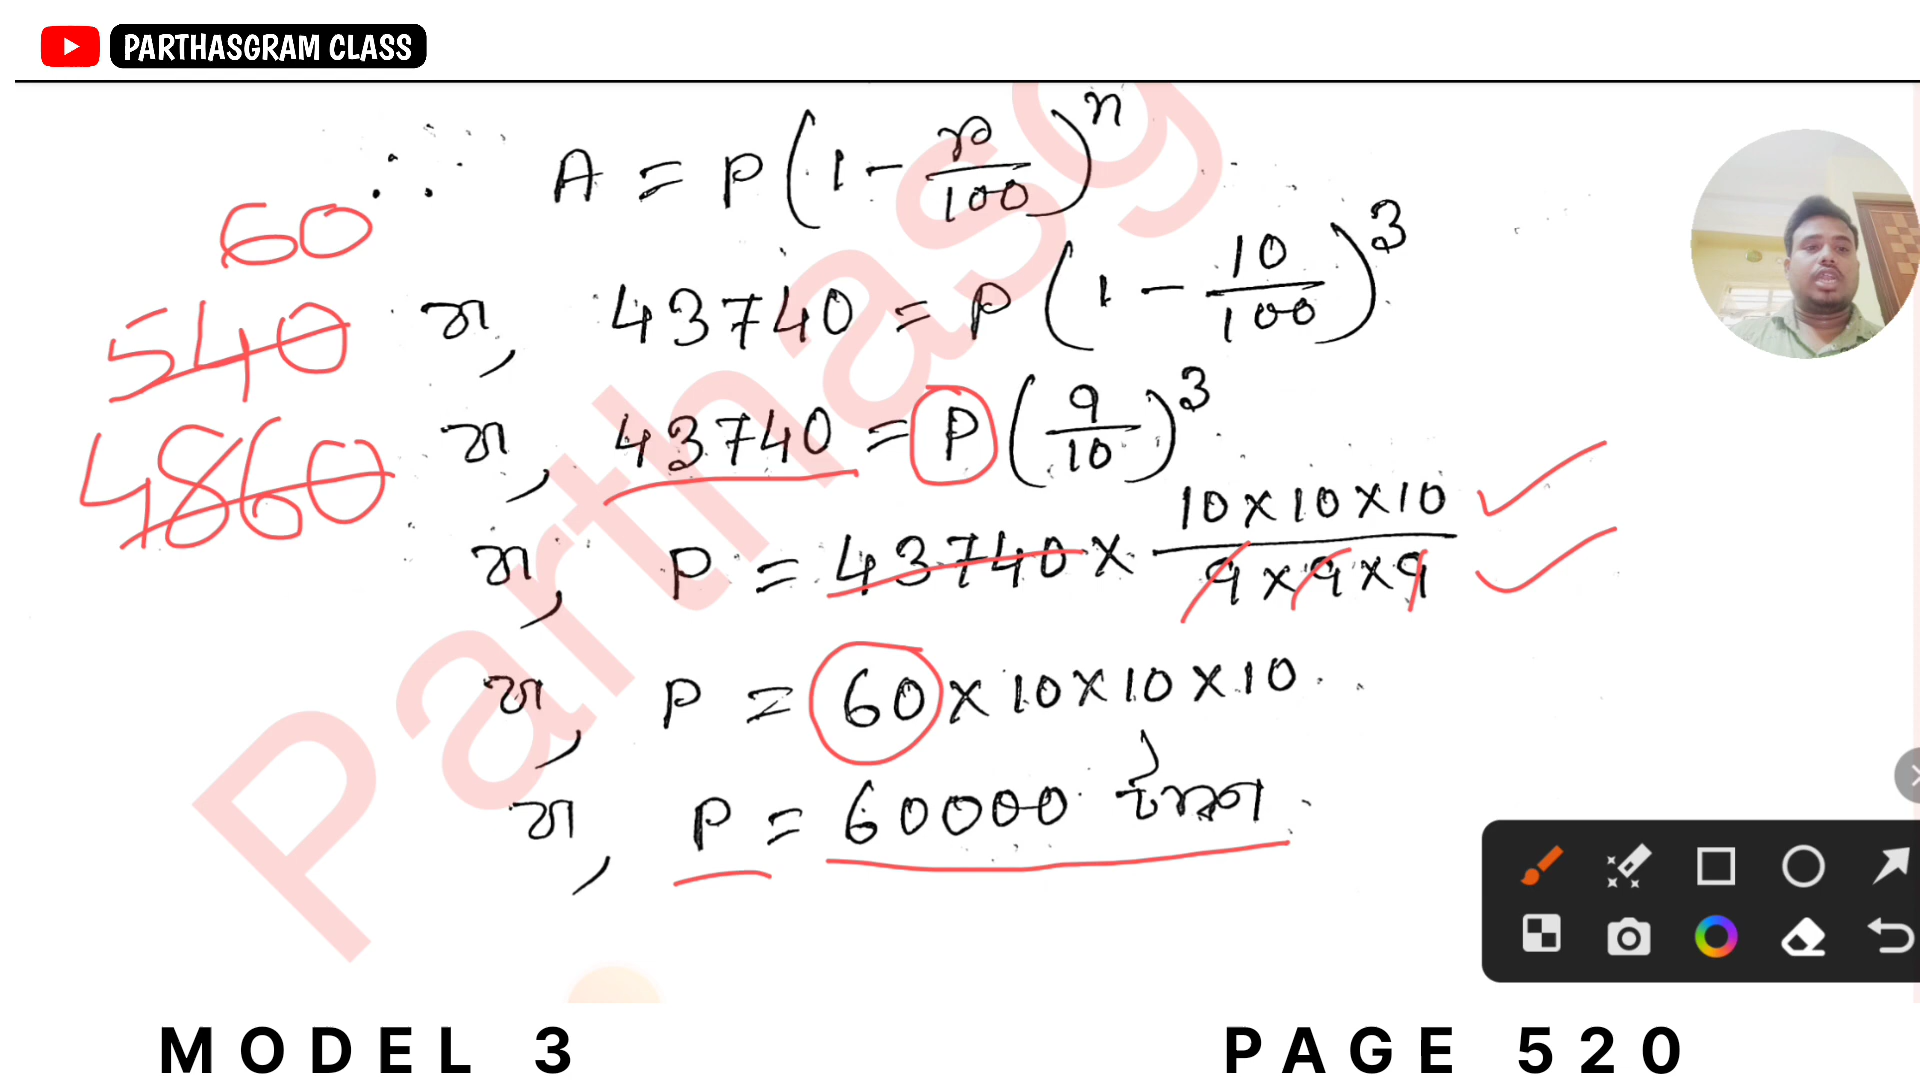 PARTHASGRAM CLASS
∴ A = P(1 - r/100)^n
বা, 43740 = P(1 - 10/100)^3
বা, 43740 = P(9/10)^3
বা, P = 43740 × (10×10×10)/(9×9×9)
বা, P = 60×10×10×10
বা, P = 60000 টাকা
60
540
4860
Parthasg
MODEL 3
PAGE 520